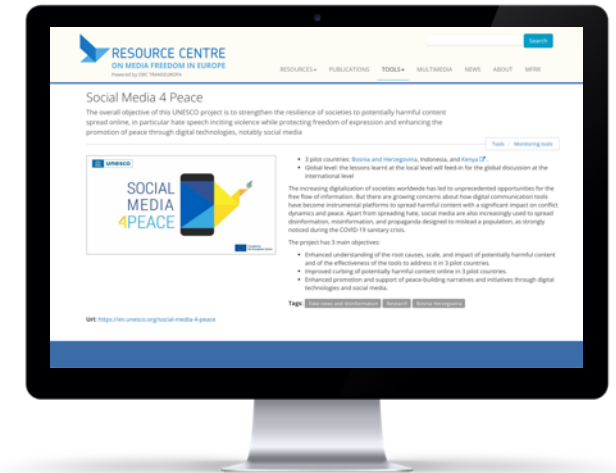 Search
RESOURCE CENTRE
ON MEDIA FREEDOM IN EUROPE
Powered by OBC TRANSEUROPA
RESOURCES PUBLICATIONS TOOLS MULTIMEDIA NEWS ABOUT MFRR
Social Media 4 Peace
The overall objective of this UNESCO project is to strengthen the resilience of societies to potentially harmful content
spread online, in particular hate speech inciting violence while protecting freedom of expression and enhancing the
promotion of peace through digital technologies, notably social media
Tools / Monitoring tools
unesco
SOCIAL
MEDIA
4PEACE
• 3 pilot countries: Bosnia and Herzegovina, Indonesia, and Kenya.
• Global level: the lessons learnt at the local level will feed-in for the global discussion at the
international level
The increasing digitalization of societies worldwide has led to unprecedented opportunities for the
free flow of information. But there are growing concerns about how digital communication tools
have become instrumental platforms to spread harmful content with a significant impact on conflict
dynamics and peace. Apart from spreading hate, social media are also increasingly used to spread
disinformation, misinformation, and propaganda designed to mislead a population, as strongly
noticed during the COVID-19 sanitary crisis.
The project has 3 main objectives:
• Enhanced understanding of the root causes, scale, and impact of potentially harmful content
and of the effectiveness of the tools to address it in 3 pilot countries.
• Improved curbing of potentially harmful content online in 3 pilot countries.
• Enhanced promotion and support of peace-building narratives and initiatives through digital
technologies and social media.
Tags: Fake news and disinformation Research Bosnia Herzegovina
Url: https://en.unesco.org/social-media-4-peace